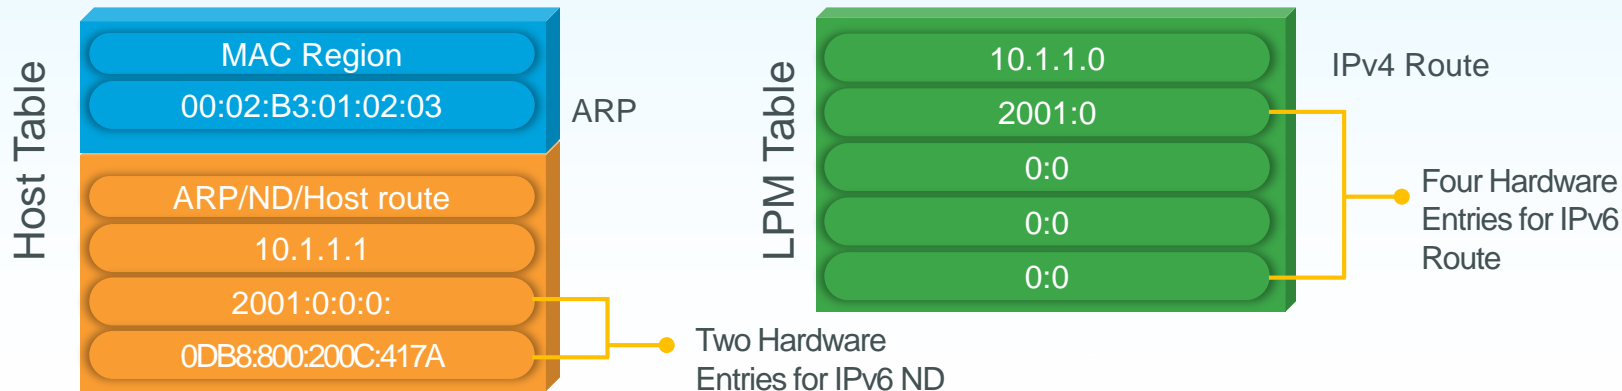 Host Table
MAC Region
00:02:B3:01:02:03
ARP
ARP/ND/Host route
10.1.1.1
2001:0:0:0:
0DB8:800:200C:417A
Two Hardware
Entries for IPv6 ND
LPM Table
10.1.1.0
IPv4 Route
2001:0
0:0
0:0
0:0
Four Hardware
Entries for IPv6
Route